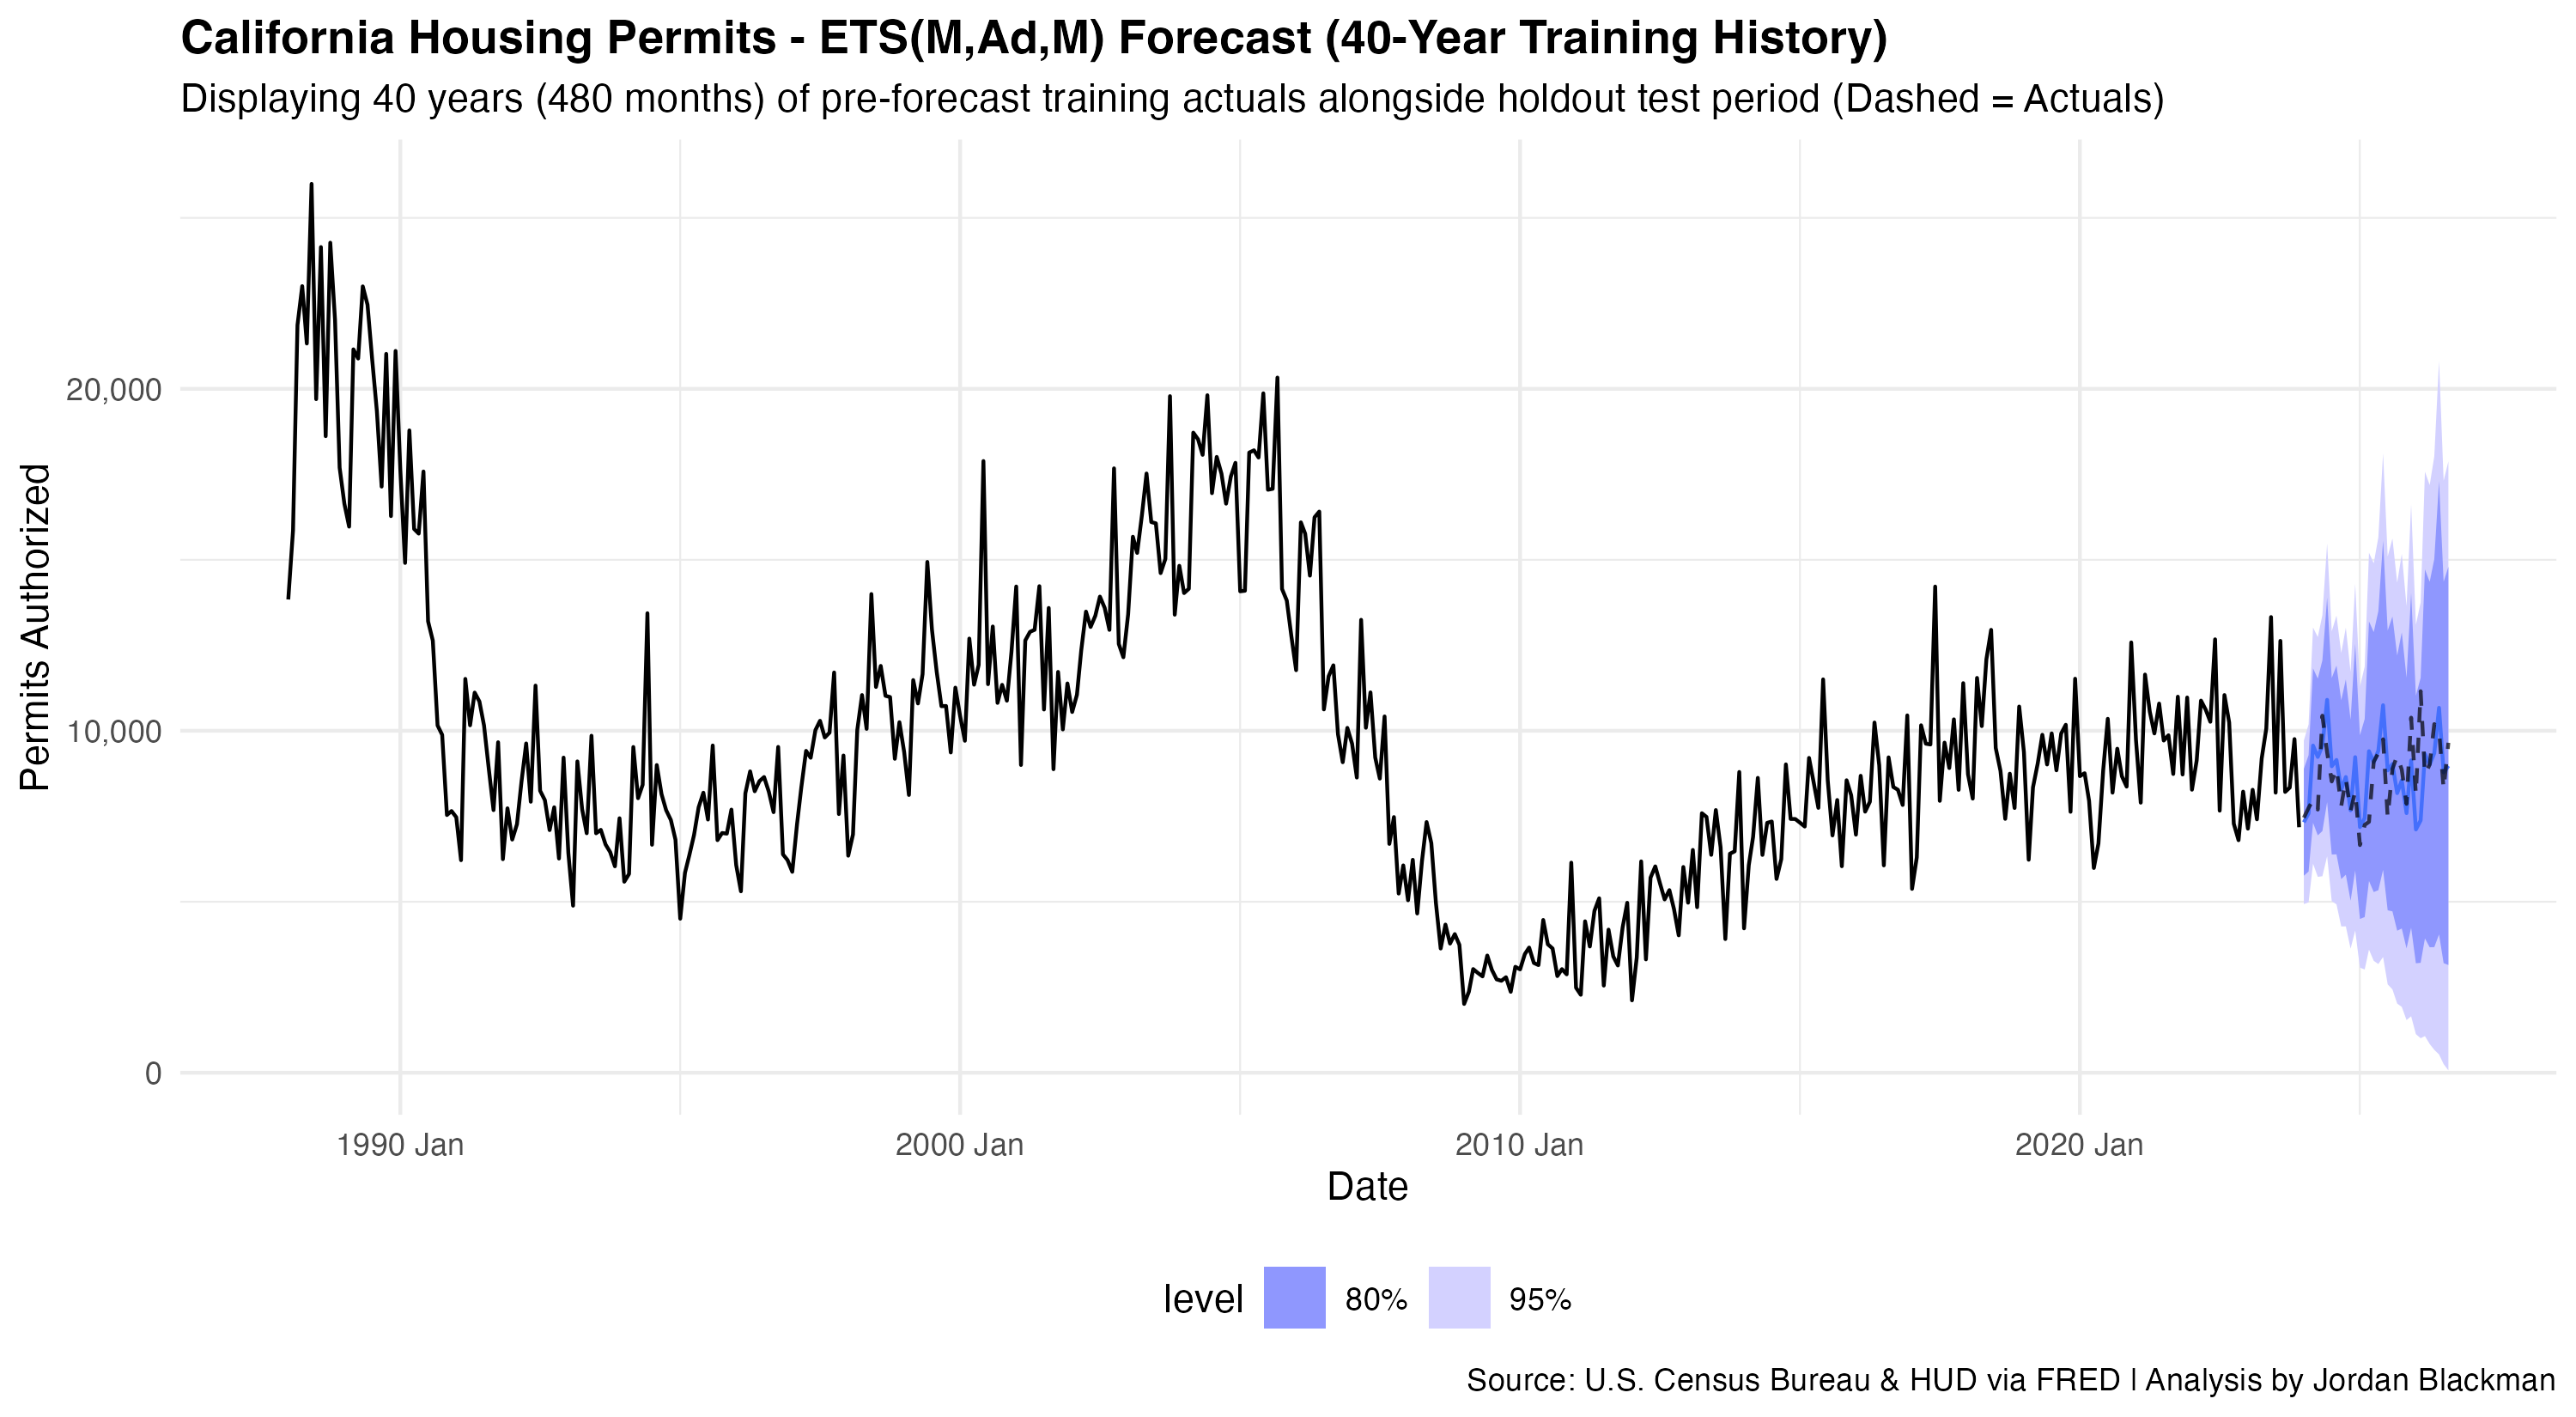 California Housing Permits - ETS(M,Ad,M) Forecast (40-Year Training History)
Displaying 40 years (480 months) of pre-forecast training actuals alongside holdout test period (Dashed = Actuals)
Permits Authorized
20,000
10,000
0
1990 Jan
2000 Jan
2010 Jan
2020 Jan
Date
level
80%
95%
Source: U.S. Census Bureau & HUD via FRED | Analysis by Jordan Blackman